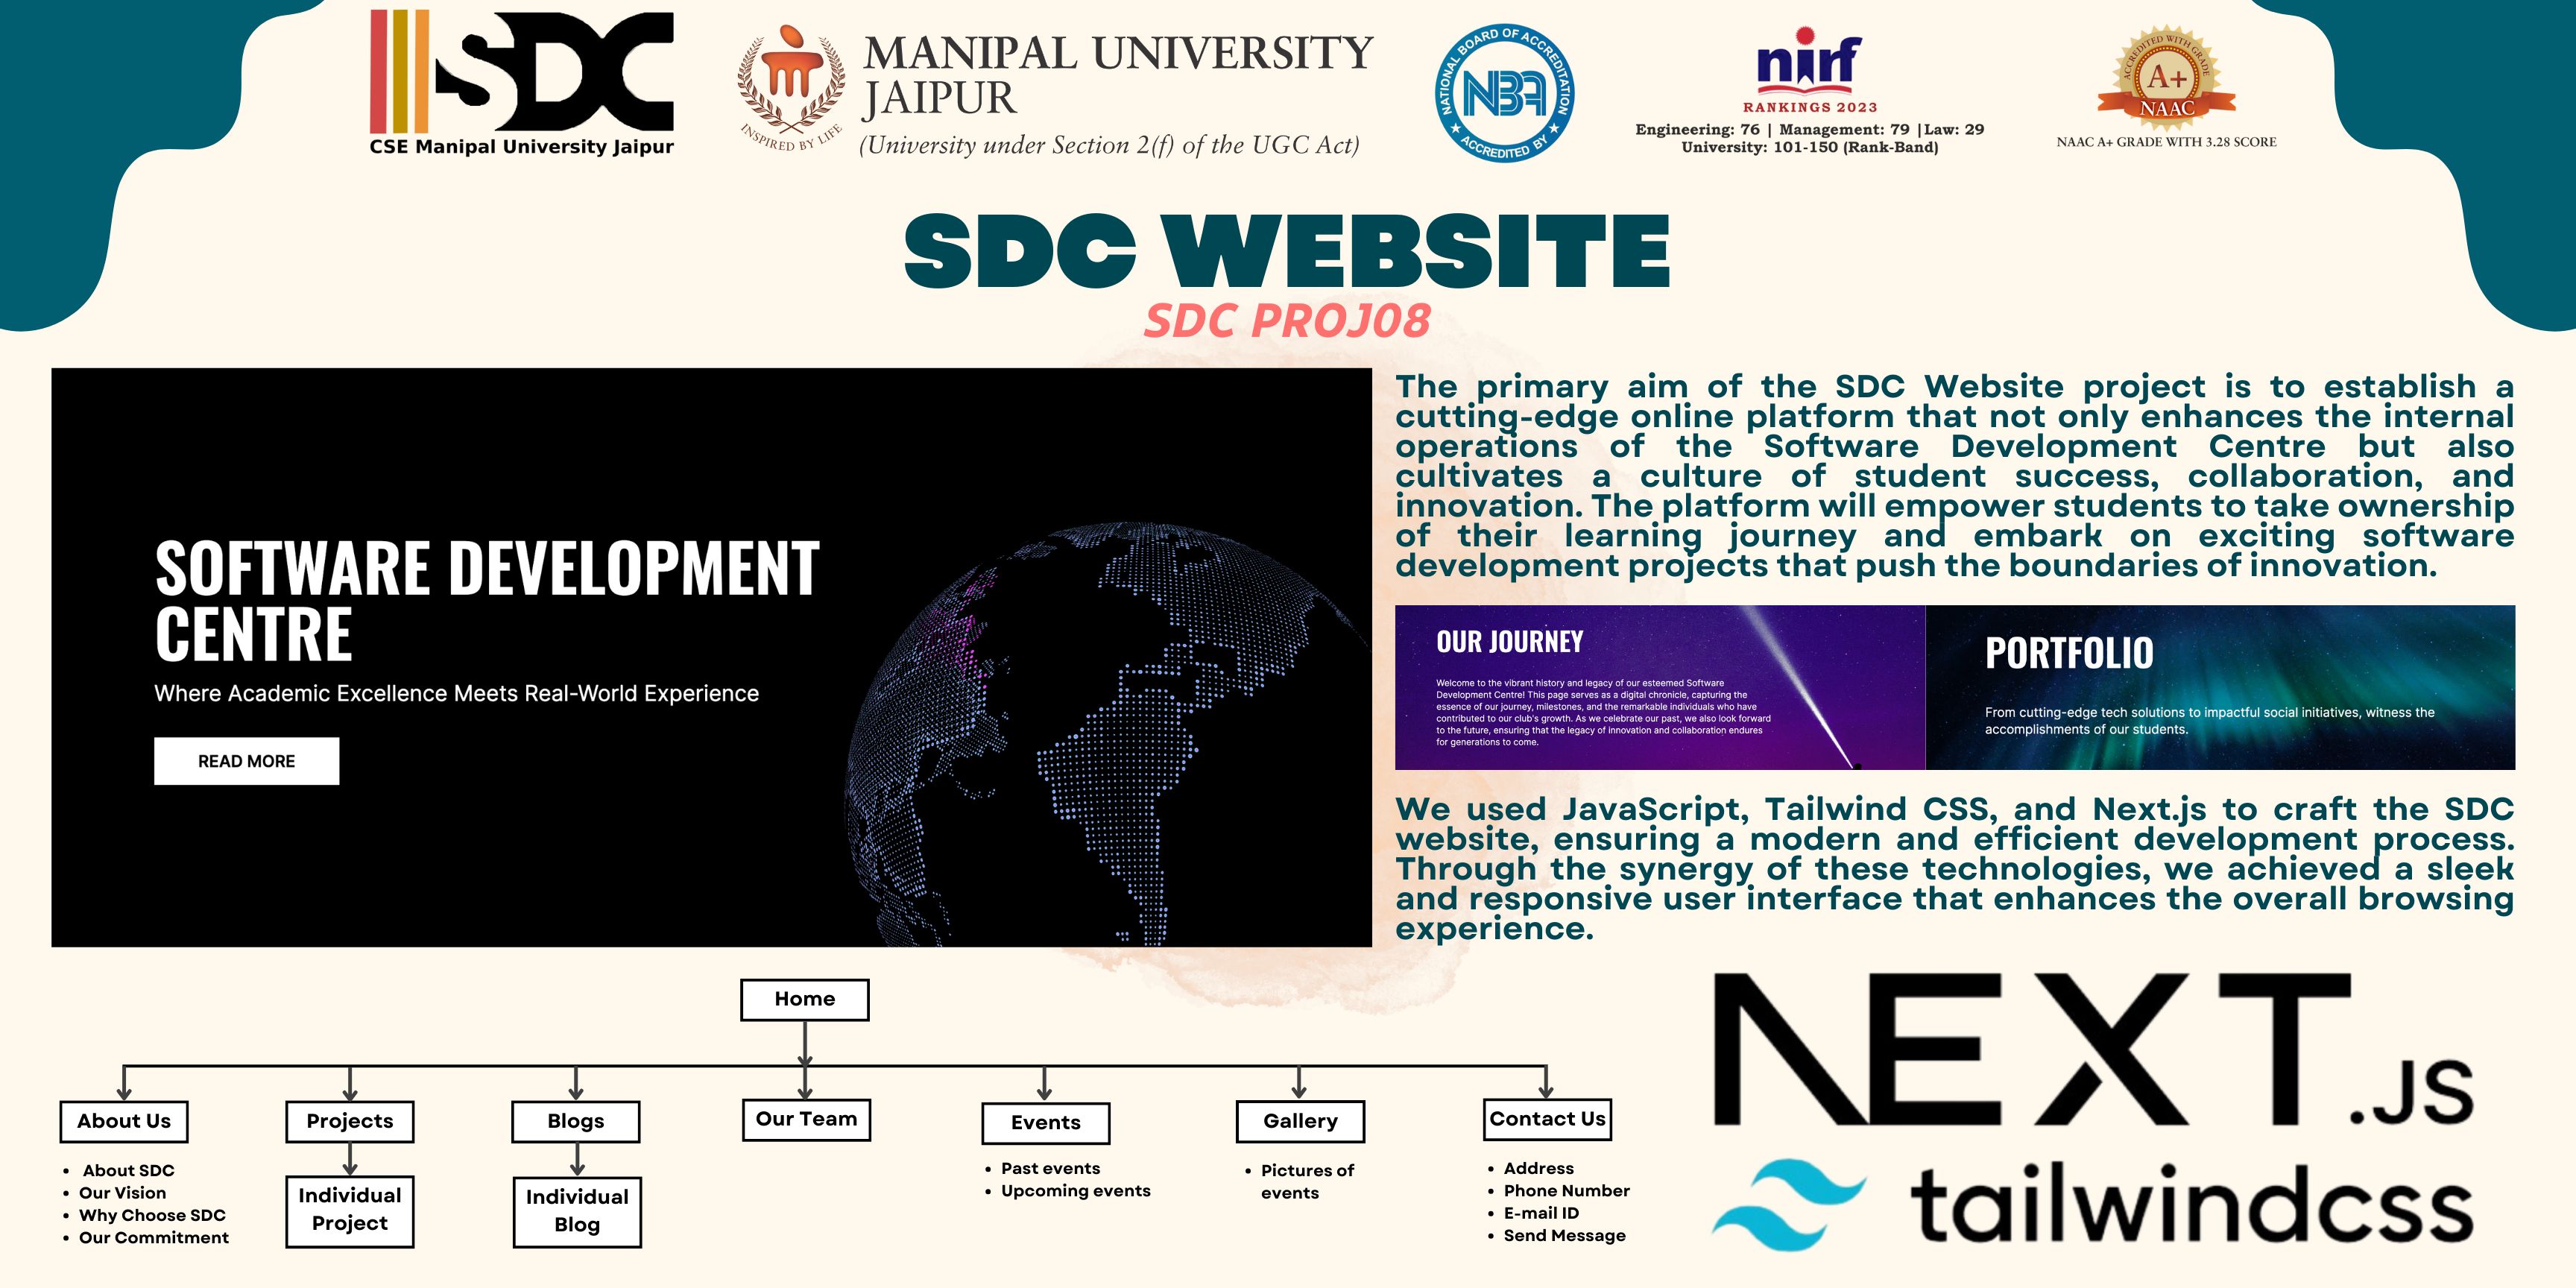 SDC
CSE Manipal University Jaipur
INSPIRED BY LIFE
MANIPAL UNIVERSITY
JAIPUR
(University under Section 2(f) of the UGC Act)
NATIONAL BOARD OF ACCREDITATION
NBA
★ ACCREDITED BY ★
nirf
RANKINGS 2023
Engineering: 76 | Management: 79 |Law: 29
University: 101-150 (Rank-Band)
ACCREDITED WITH GRADE
A+
NAAC
NAAC A+ GRADE WITH 3.28 SCORE
SDC WEBSITE
SDC PROJ08
SOFTWARE DEVELOPMENT
CENTRE
Where Academic Excellence Meets Real-World Experience
READ MORE
The primary aim of the SDC Website project is to establish a
cutting-edge online platform that not only enhances the internal
operations of the Software Development Centre but also
cultivates a culture of student success, collaboration, and
innovation. The platform will empower students to take ownership
of their learning journey and embark on exciting software
development projects that push the boundaries of innovation.
OUR JOURNEY
Welcome to the vibrant history and legacy of our esteemed Software
Development Centre! This page serves as a digital chronicle, capturing the
essence of our journey, milestones, and the remarkable individuals who have
contributed to our club's growth. As we celebrate our past, we also look forward
to the future, ensuring that the legacy of innovation and collaboration endures
for generations to come.
PORTFOLIO
From cutting-edge tech solutions to impactful social initiatives, witness the
accomplishments of our students.
We used JavaScript, Tailwind CSS, and Next.js to craft the SDC
website, ensuring a modern and efficient development process.
Through the synergy of these technologies, we achieved a sleek
and responsive user interface that enhances the overall browsing
experience.
Home
About Us
Projects
Blogs
Our Team
Events
Gallery
Contact Us
• About SDC
• Our Vision
• Why Choose SDC
• Our Commitment
Individual
Project
Individual
Blog
• Past events
• Upcoming events
• Pictures of
events
• Address
• Phone Number
• E-mail ID
• Send Message
NEXT.JS
tailwindcss